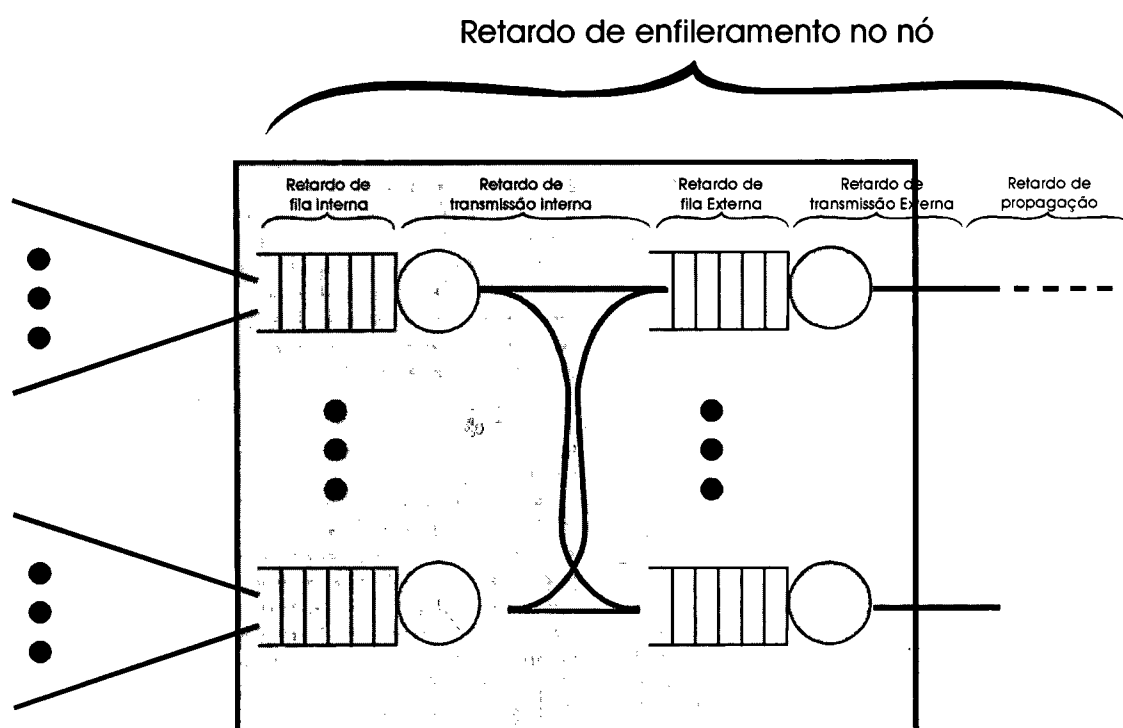 Retardo de enfileramento no nó
Retardo de
fila interna
Retardo de
transmissão interna
Retardo de
fila Externa
Retardo de
transmissão Externa
Retardo de
propagação